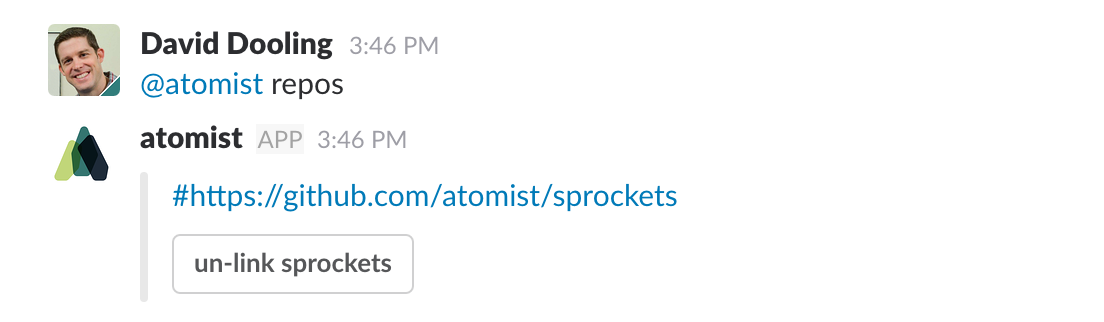 David Dooling 3:46 PM
@atomist repos
atomist APP 3:46 PM
#https://github.com/atomist/sprockets
un-link sprockets